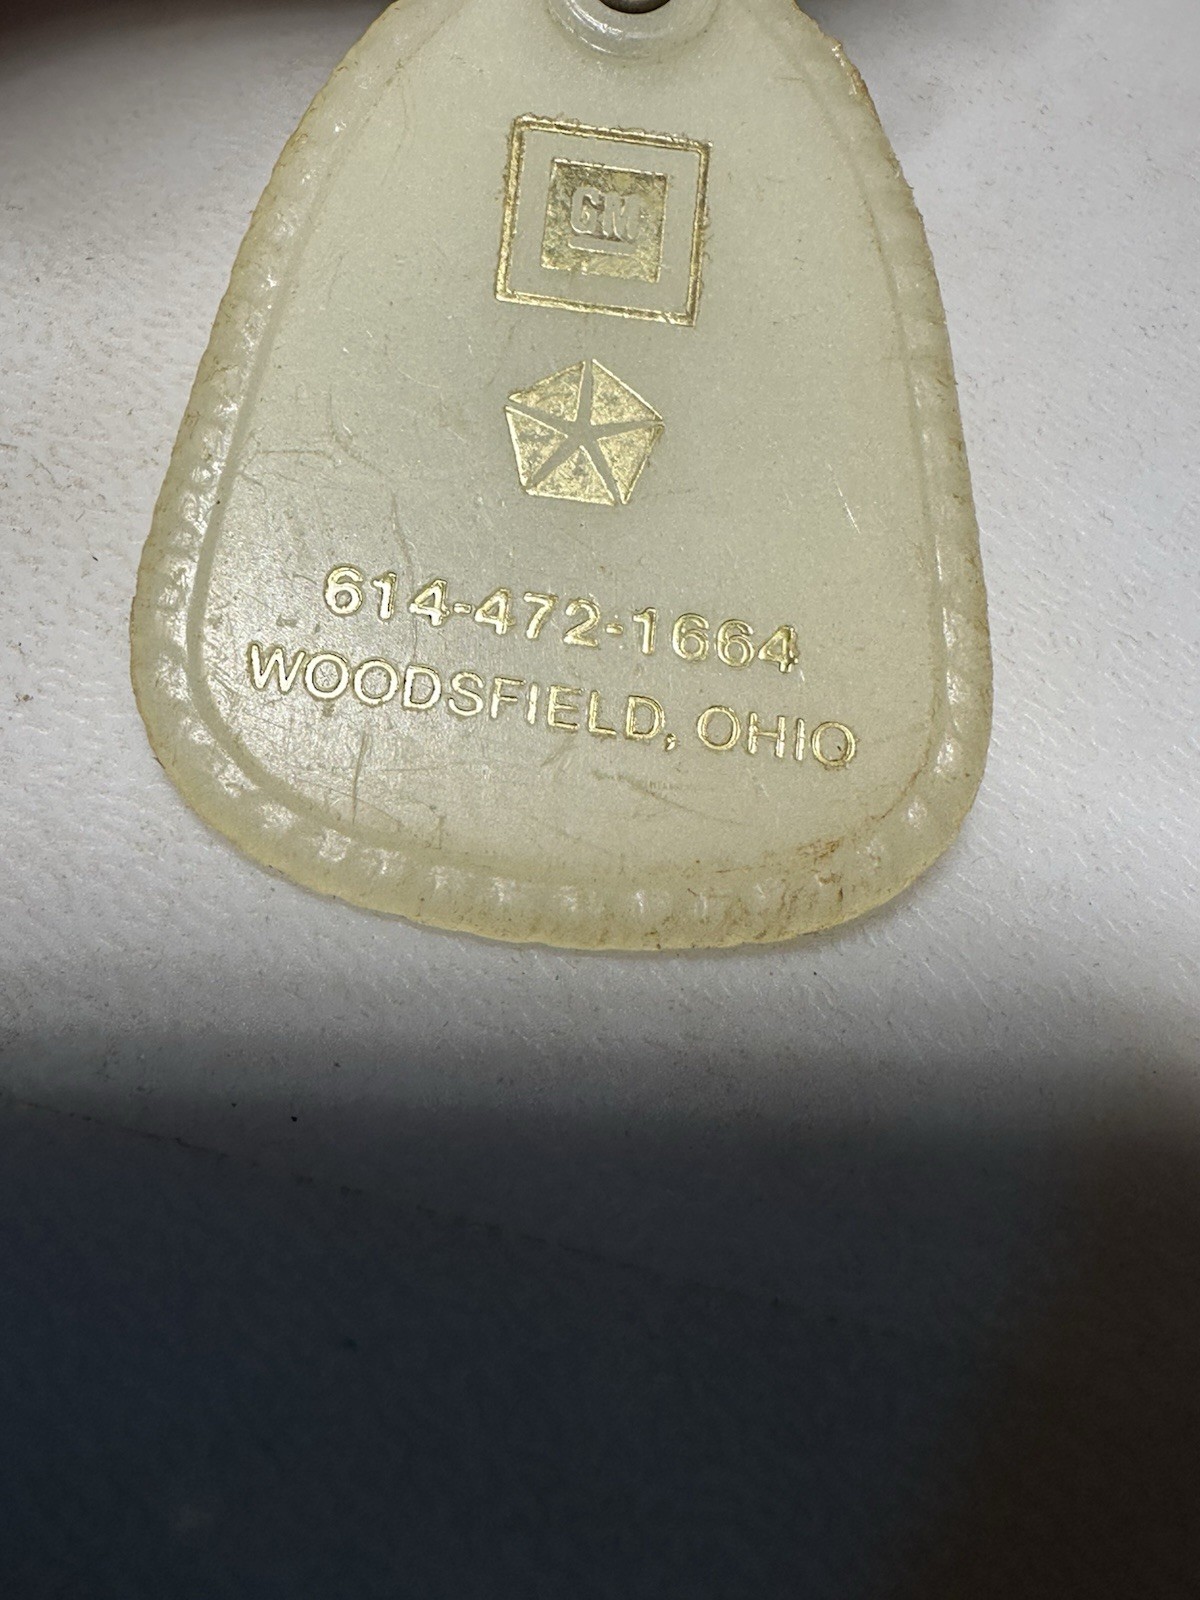 GM
614-472-1664
WOODSFIELD, OHIO